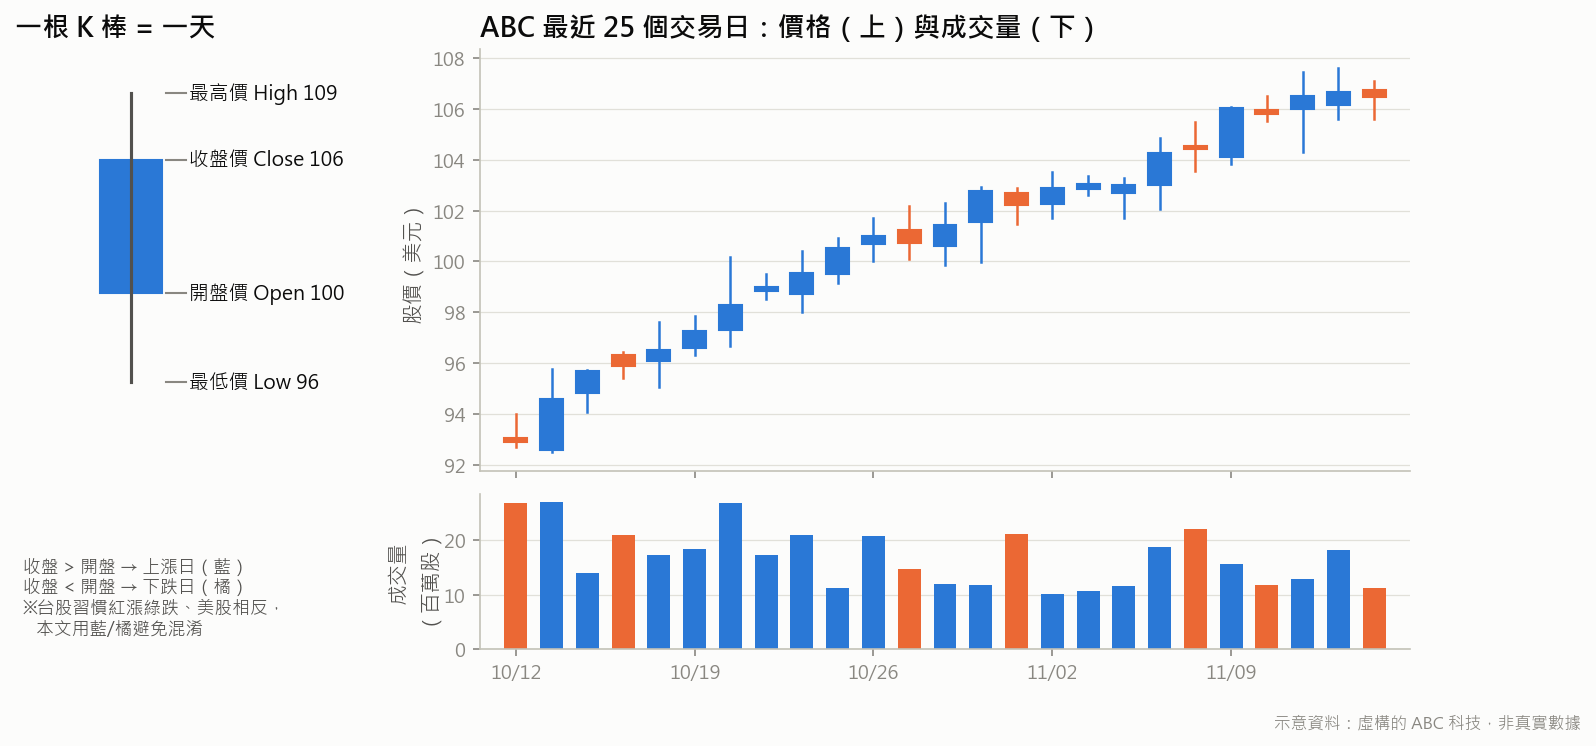 一根 K 棒 = 一天
最高價 High 109
收盤價 Close 106
開盤價 Open 100
最低價 Low 96
收盤 > 開盤 → 上漲日（藍）
收盤 < 開盤 → 下跌日（橘）
※台股習慣紅漲綠跌、美股相反，
本文用藍/橘避免混淆
ABC 最近 25 個交易日：價格（上）與成交量（下）
股價（美元）
108
106
104
102
100
98
96
94
92
成交量
（百萬股）
20
10
0
10/12
10/19
10/26
11/02
11/09
示意資料：虛構的 ABC 科技，非真實數據